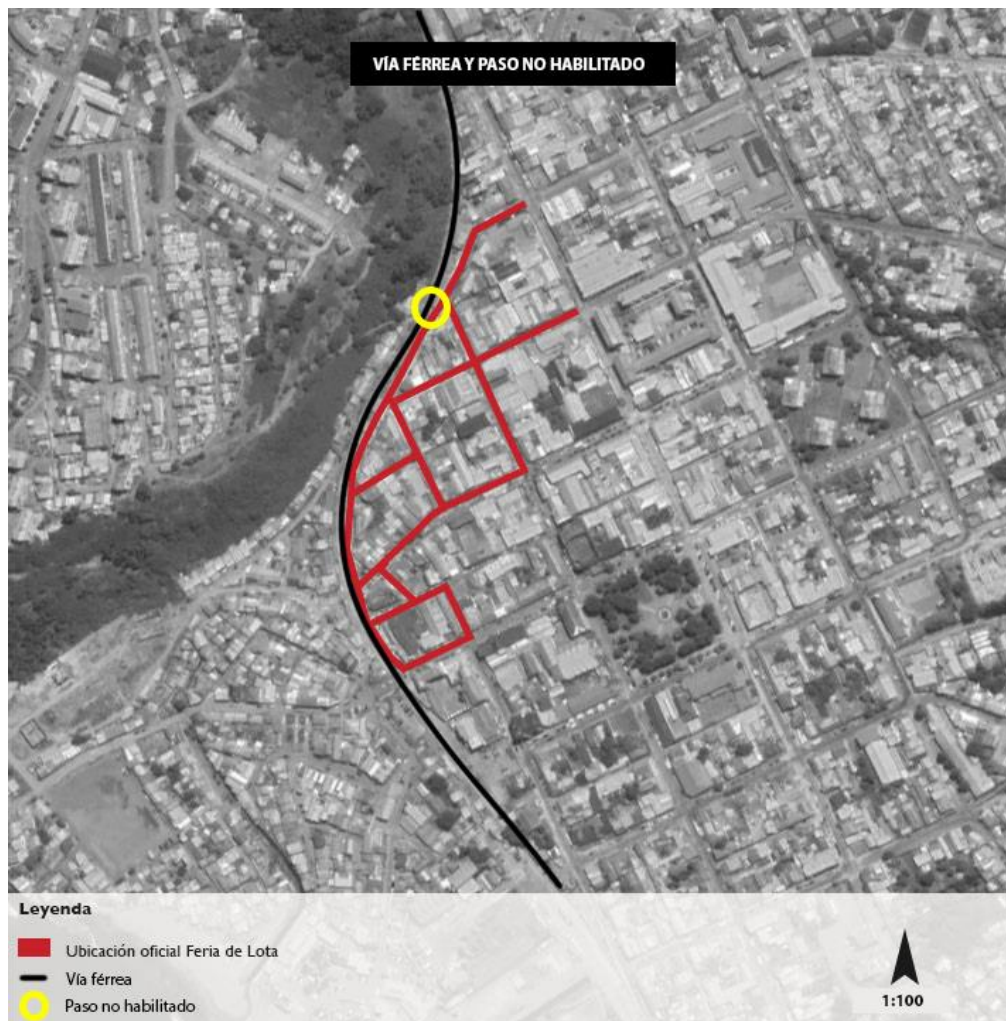 VÍA FÉRREA Y PASO NO HABILITADO
Leyenda
Ubicación oficial Feria de Lota
Vía férrea
Paso no habilitado
1:100